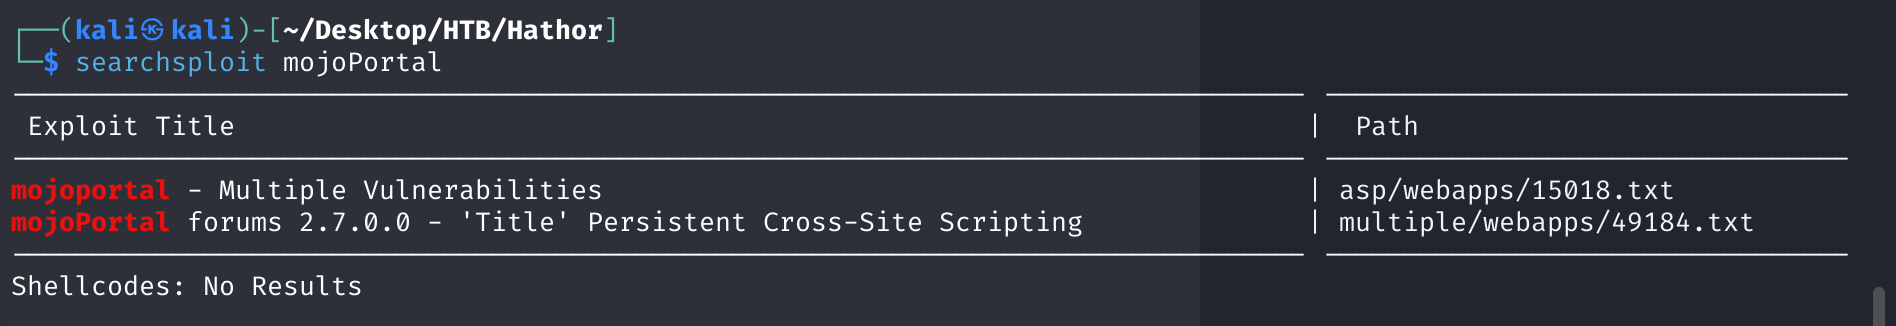 ┌──(kali㉿kali)-[~/Desktop/HTB/Hathor]
└─$ searchsploit mojoPortal
Exploit Title | Path
mojoportal - Multiple Vulnerabilities | asp/webapps/15018.txt
mojoPortal forums 2.7.0.0 - 'Title' Persistent Cross-Site Scripting | multiple/webapps/49184.txt
Shellcodes: No Results